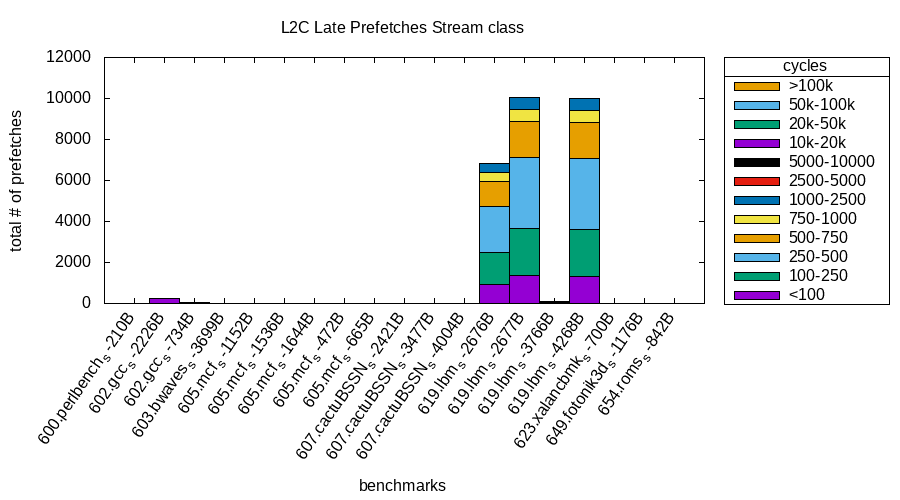 L2C Late Prefetches Stream class
total # of prefetches
12000
10000
8000
6000
4000
2000
0
600.perlbench_s-210B
602.gcc_s-2226B
602.gcc_s-734B
603.bwaves_s-3699B
605.mcf_s-1152B
605.mcf_s-1536B
605.mcf_s-1644B
605.mcf_s-472B
605.mcf_s-665B
607.cactuBSSN_s-2421B
607.cactuBSSN_s-3477B
607.cactuBSSN_s-4004B
619.lbm_s-2676B
619.lbm_s-2677B
619.lbm_s-3766B
619.lbm_s-4268B
623.xalancbmk_s-700B
649.fotonik3d_s-1176B
654.roms_s-842B
benchmarks
cycles
>100k
50k-100k
20k-50k
10k-20k
5000-10000
2500-5000
1000-2500
750-1000
500-750
250-500
100-250
<100